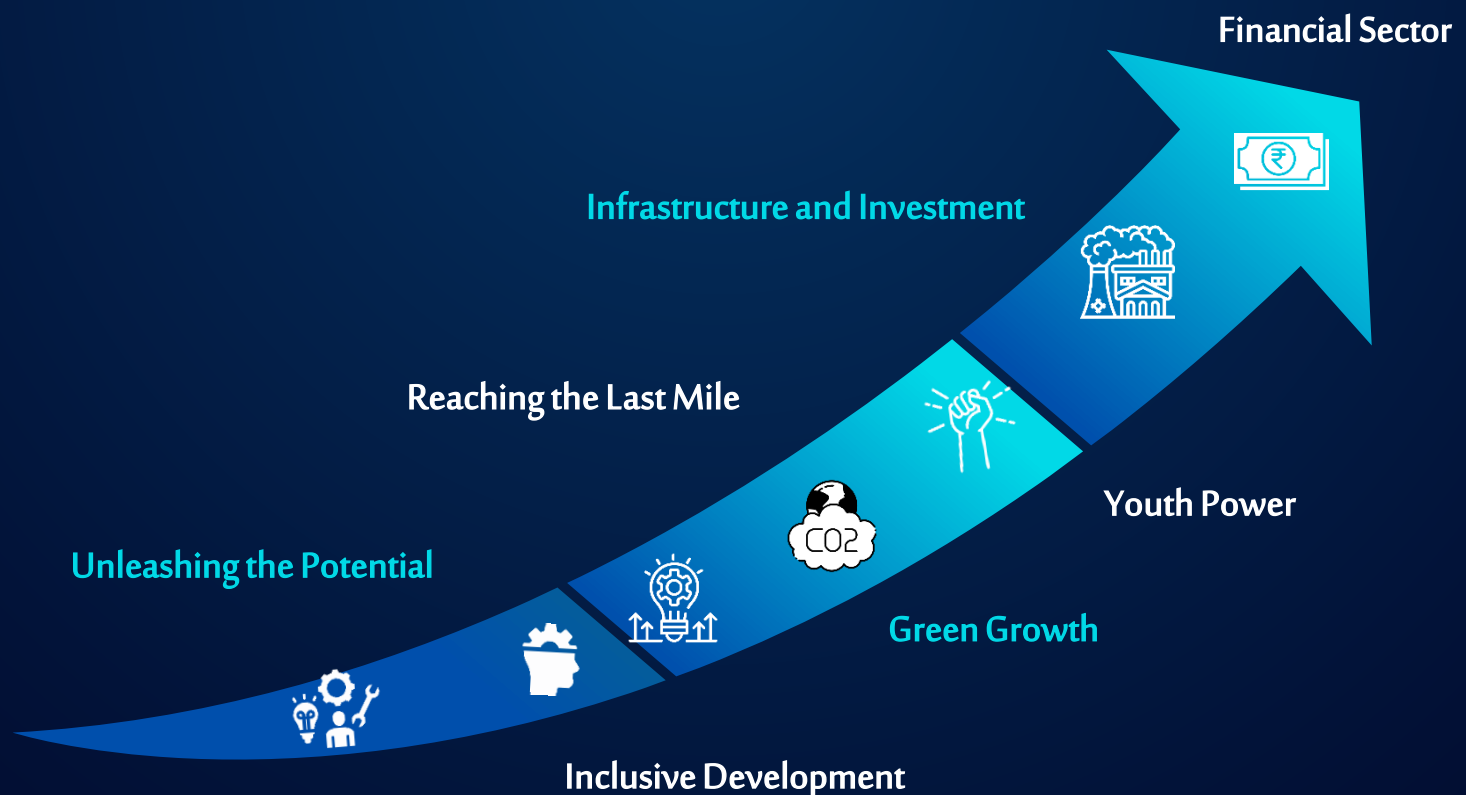 Financial Sector
Infrastructure and Investment
₹
Reaching the Last Mile
Youth Power
CO2
Unleashing the Potential
Green Growth
Inclusive Development